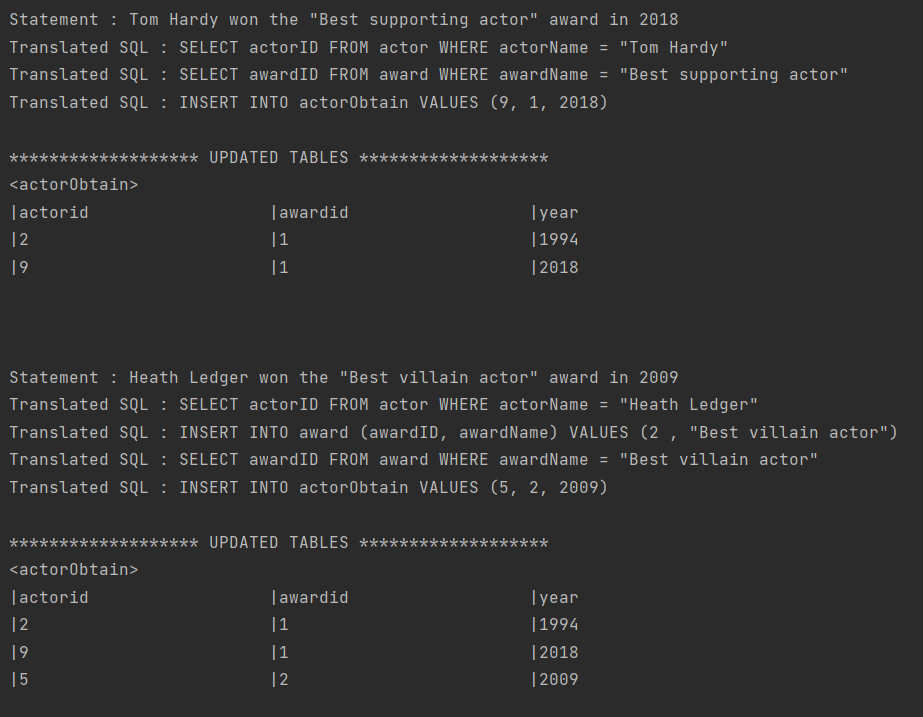 Statement : Tom Hardy won the "Best supporting actor" award in 2018
Translated SQL : SELECT actorID FROM actor WHERE actorName = "Tom Hardy"
Translated SQL : SELECT awardID FROM award WHERE awardName = "Best supporting actor"
Translated SQL : INSERT INTO actorObtain VALUES (9, 1, 2018)
******************* UPDATED TABLES *******************
<actorObtain>
|actorid |awardid |year
|2 |1 |1994
|9 |1 |2018
Statement : Heath Ledger won the "Best villain actor" award in 2009
Translated SQL : SELECT actorID FROM actor WHERE actorName = "Heath Ledger"
Translated SQL : INSERT INTO award (awardID, awardName) VALUES (2 , "Best villain actor")
Translated SQL : SELECT awardID FROM award WHERE awardName = "Best villain actor"
Translated SQL : INSERT INTO actorObtain VALUES (5, 2, 2009)
******************* UPDATED TABLES *******************
<actorObtain>
|actorid |awardid |year
|2 |1 |1994
|9 |1 |2018
|5 |2 |2009